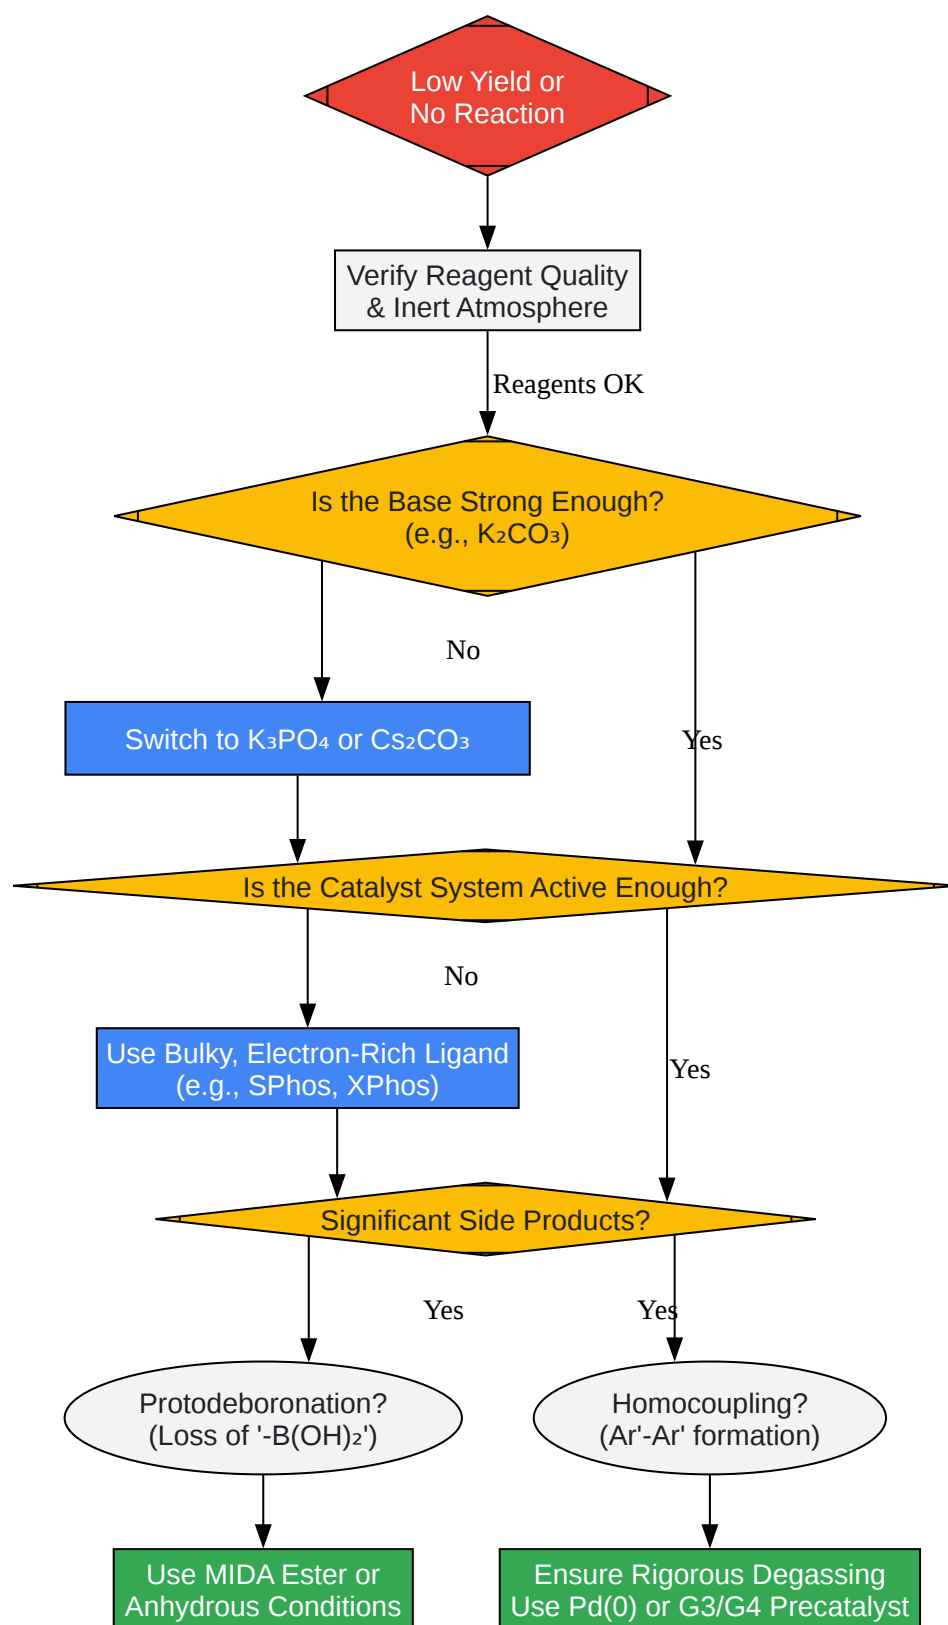 Low Yield or
No Reaction
Verify Reagent Quality
& Inert Atmosphere
Reagents OK
Is the Base Strong Enough?
(e.g., K₂CO₃)
No
Switch to K₃PO₄ or Cs₂CO₃
Yes
Is the Catalyst System Active Enough?
No
Use Bulky, Electron-Rich Ligand
(e.g., SPhos, XPhos)
Yes
Significant Side Products?
Yes
Yes
Protodeboronation?
(Loss of '-B(OH)₂')
Homocoupling?
(Ar'-Ar' formation)
Use MIDA Ester or
Anhydrous Conditions
Ensure Rigorous Degassing
Use Pd(0) or G3/G4 Precatalyst